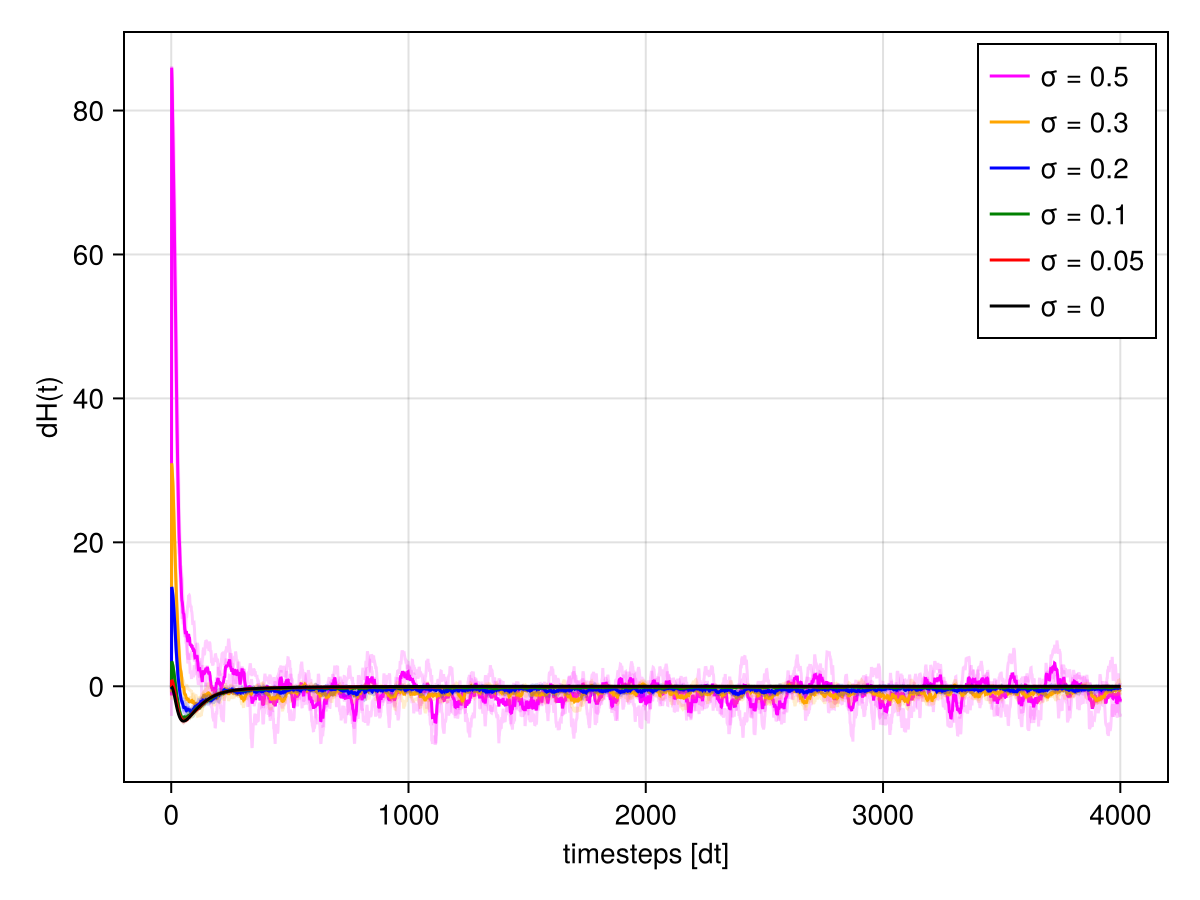 σ = 0.5
σ = 0.3
σ = 0.2
σ = 0.1
σ = 0.05
σ = 0
80
60
40
20
0
dH(t)
0 1000 2000 3000 4000
timesteps [dt]